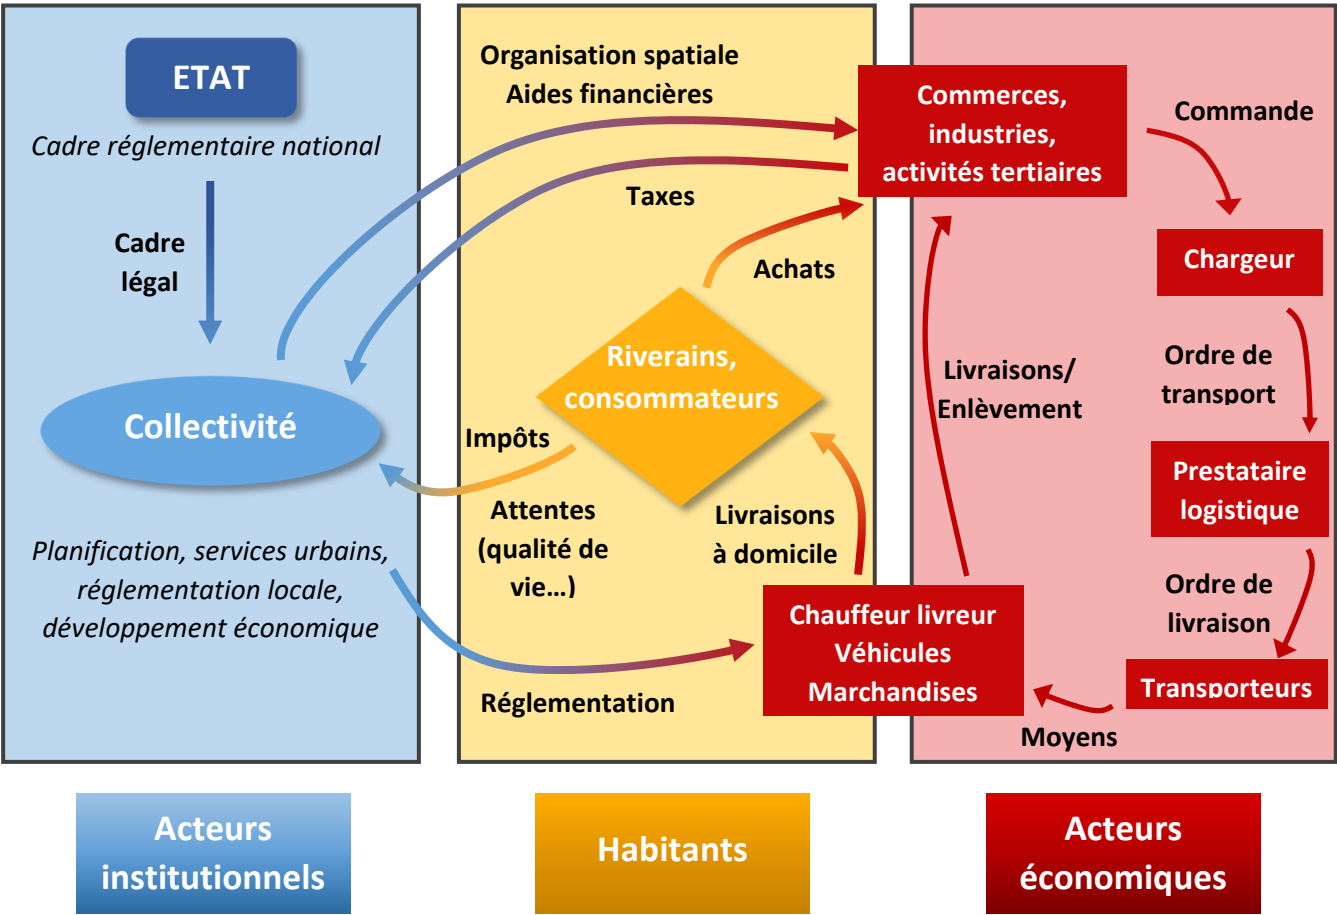 ETAT
Cadre réglementaire national
Cadre
légal
Collectivité
Planification, services urbains,
réglementation locale,
développement économique
Organisation spatiale
Aides financières
Taxes
Achats
Riverains,
consommateurs
Impôts
Attentes
(qualité de
vie...)
Livraisons
à domicile
Réglementation
Commerces,
industries,
activités tertiaires
Commande
Chargeur
Ordre de
transport
Livraisons/
Enlèvement
Prestataire
logistique
Ordre de
livraison
Chauffeur livreur
Véhicules
Marchandises
Transporteurs
Moyens
Acteurs
institutionnels
Habitants
Acteurs
économiques